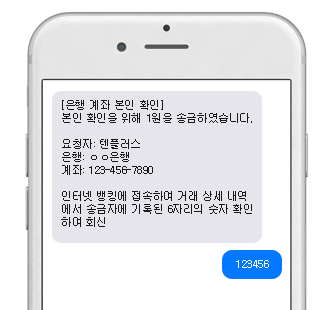 [은행 계좌 본인 확인]
본인 확인을 위해 1원을 송금하였습니다.
요청자: 텐플러스
은행: ㅇㅇ은행
계좌: 123-456-7890
인터넷 뱅킹에 접속하여 거래 상세 내역
에서 송금자에 기록된 6자리의 숫자 확인
하여 회신
123456